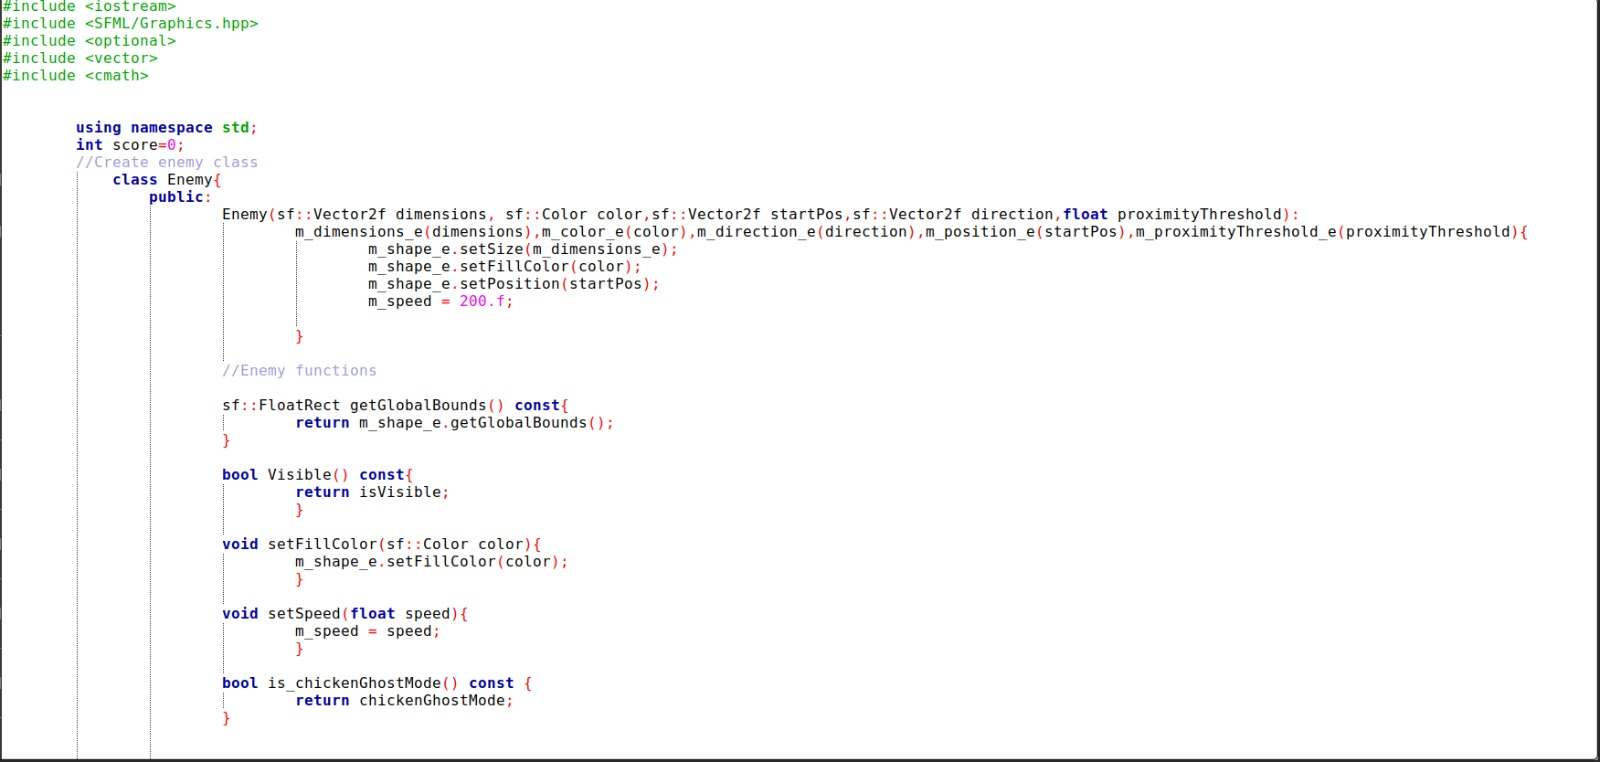 #include <iostream>
#include <SFML/Graphics.hpp>
#include <optional>
#include <vector>
#include <cmath>
using namespace std;
int score=0;
//Create enemy class
class Enemy{
public:
Enemy(sf::Vector2f dimensions, sf::Color color,sf::Vector2f startPos,sf::Vector2f direction,float proximityThreshold):
m_dimensions_e(dimensions),m_color_e(color),m_direction_e(direction),m_position_e(startPos),m_proximityThreshold_e(proximityThreshold){
m_shape_e.setSize(m_dimensions_e);
m_shape_e.setFillColor(color);
m_shape_e.setPosition(startPos);
m_speed = 200.f;
}
//Enemy functions
sf::FloatRect getGlobalBounds() const{
return m_shape_e.getGlobalBounds();
}
bool Visible() const{
return isVisible;
}
void setFillColor(sf::Color color){
m_shape_e.setFillColor(color);
}
void setSpeed(float speed){
m_speed = speed;
}
bool is_chickenGhostMode() const {
return chickenGhostMode;
}